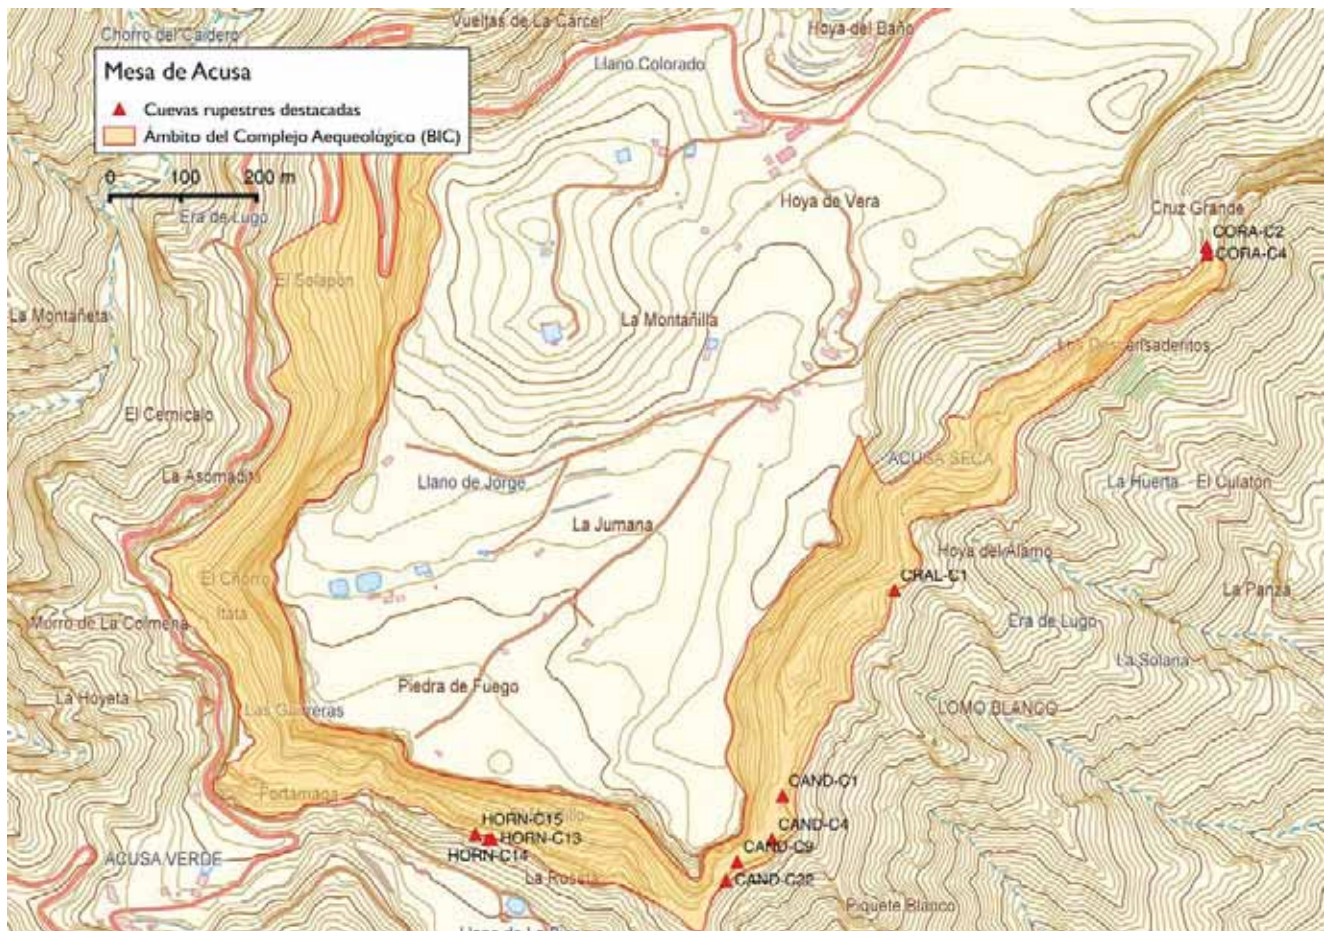 Vueltas de La Cárcel
Hoya del Baño
Chorro del Caidero
Llano Colorado
Mesa de Acusa
Cuevas rupestres destacadas
Ámbito del Complejo Aequeológico (BIC)
0 100 200 m
Era de Lugo
Hoya de Vera
Cruz Grande
CORA-C2
CORA-C4
El Solapón
La Montañeta
La Montañilla
El Cernicalo
La Asomadita
ACUSA SECA
Llano de Jorge
La Huerta
El Culatón
La Jumana
Hoya del Álamo
El Chorro
CRAL-C1
La Panza
Itata
Morro de La Colmena
Era de Lugo
La Solana
Piedra de Fuego
La Hoyeta
LOMO BLANCO
Portamaga
CAND-C1
HORN-C15
CAND-C4
HORN-C13
HORN-C14
CAND-C9
ACUSA VERDE
La Roseta
CAND-C22
Piquete Blanco